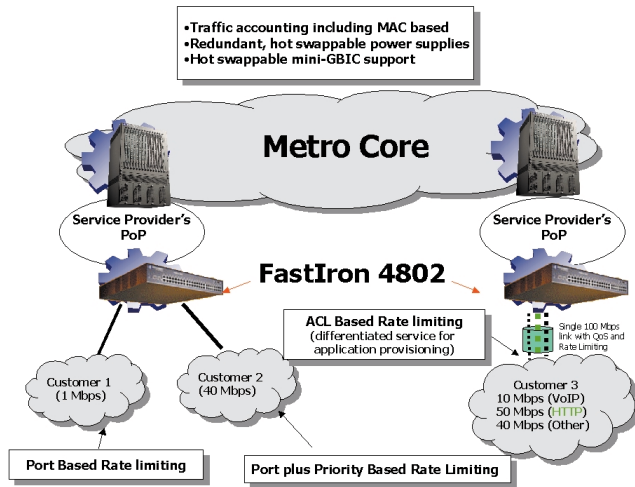 •Traffic accounting including MAC based
•Redundant, hot swappable power supplies
•Hot swappable mini-GBIC support
Metro Core
Service Provider's
PoP
Service Provider's
PoP
FastIron 4802
ACL Based Rate limiting
(differentiated service for
application provisioning)
Single 100 Mbps
link with QoS and
Rate Limiting
Customer 1
(1 Mbps)
Customer 2
(40 Mbps)
Customer 3
10 Mbps (VoIP)
50 Mbps (HTTP)
40 Mbps (Other)
Port Based Rate limiting
Port plus Priority Based Rate Limiting